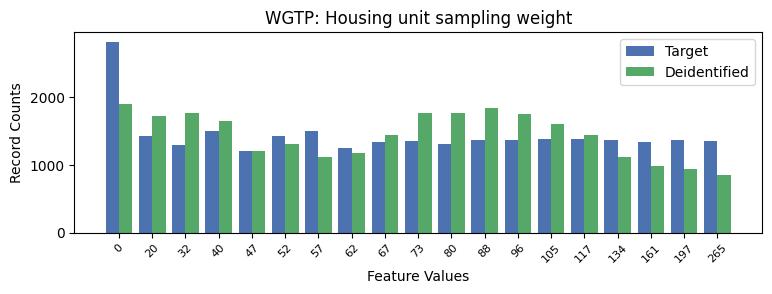 WGTP: Housing unit sampling weight
Target
Deidentified
Record Counts
2000
1000
0
0 20 32 40 47 52 57 62 67 73 80 88 96 105 117 134 161 197 265
Feature Values